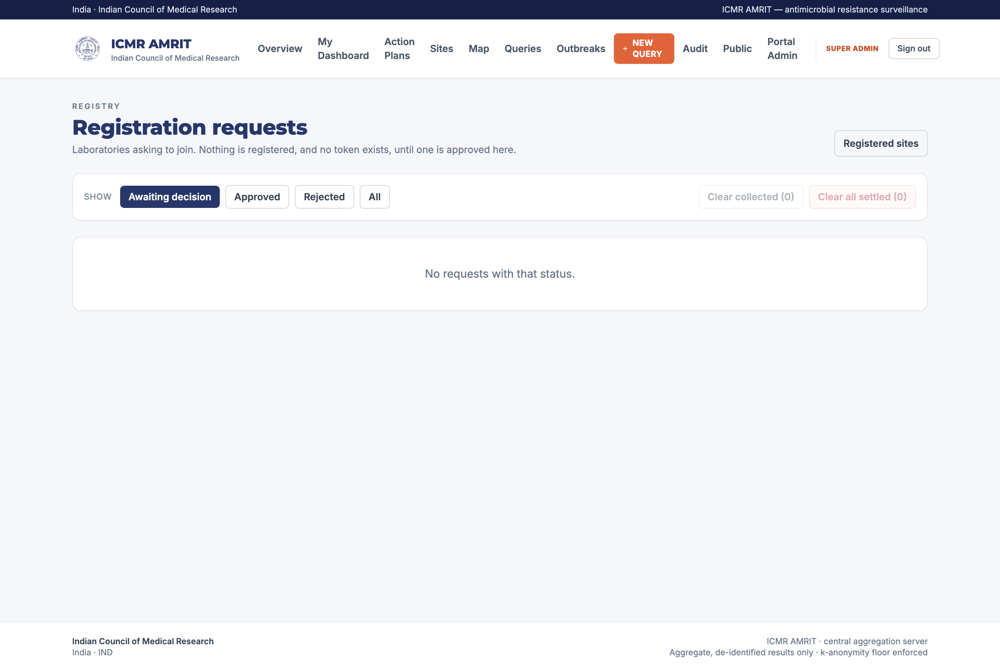 India · Indian Council of Medical Research
ICMR AMRIT — antimicrobial resistance surveillance
ICMR AMRIT
Indian Council of Medical Research
Overview
My Dashboard
Action Plans
Sites
Map
Queries
Outbreaks
+ NEW QUERY
Audit
Public
Portal Admin
SUPER ADMIN
Sign out
REGISTRY
Registration requests
Laboratories asking to join. Nothing is registered, and no token exists, until one is approved here.
Registered sites
SHOW
Awaiting decision
Approved
Rejected
All
Clear collected (0)
Clear all settled (0)
No requests with that status.
Indian Council of Medical Research
India · IND
ICMR AMRIT · central aggregation server
Aggregate, de-identified results only · k-anonymity floor enforced